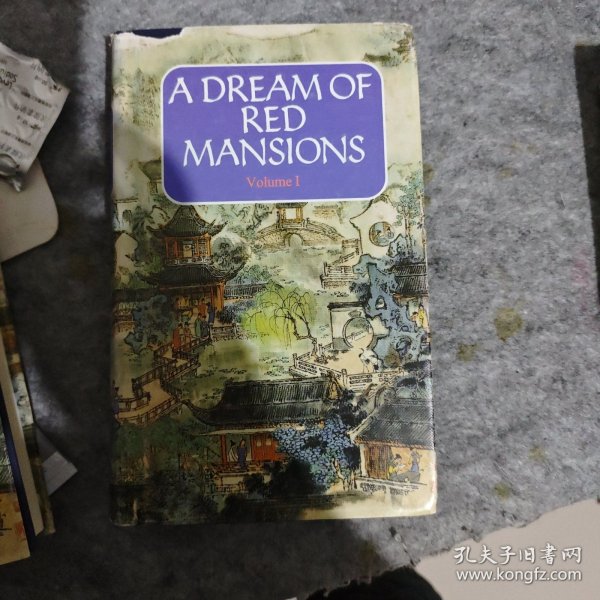 A DREAM OF
RED
MANSIONS
Volume I
孔夫子旧书网
www.kongfz.com